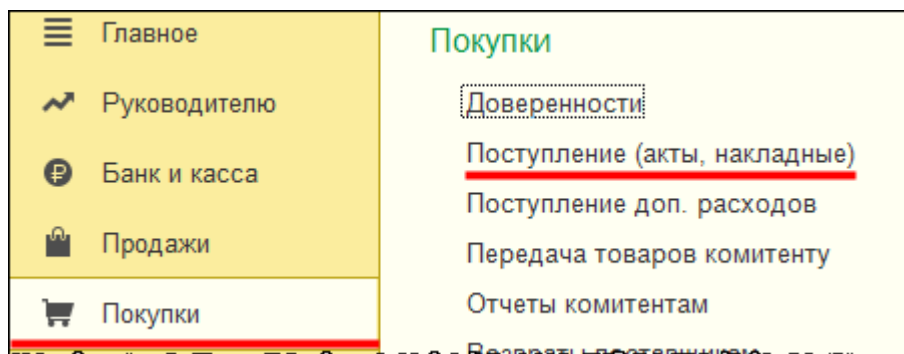 Главное
Руководителю
Банк и касса
Продажи
Покупки
Покупки
Доверенности
Поступление (акты, накладные)
Поступление доп. расходов
Передача товаров комитенту
Отчеты комитентам